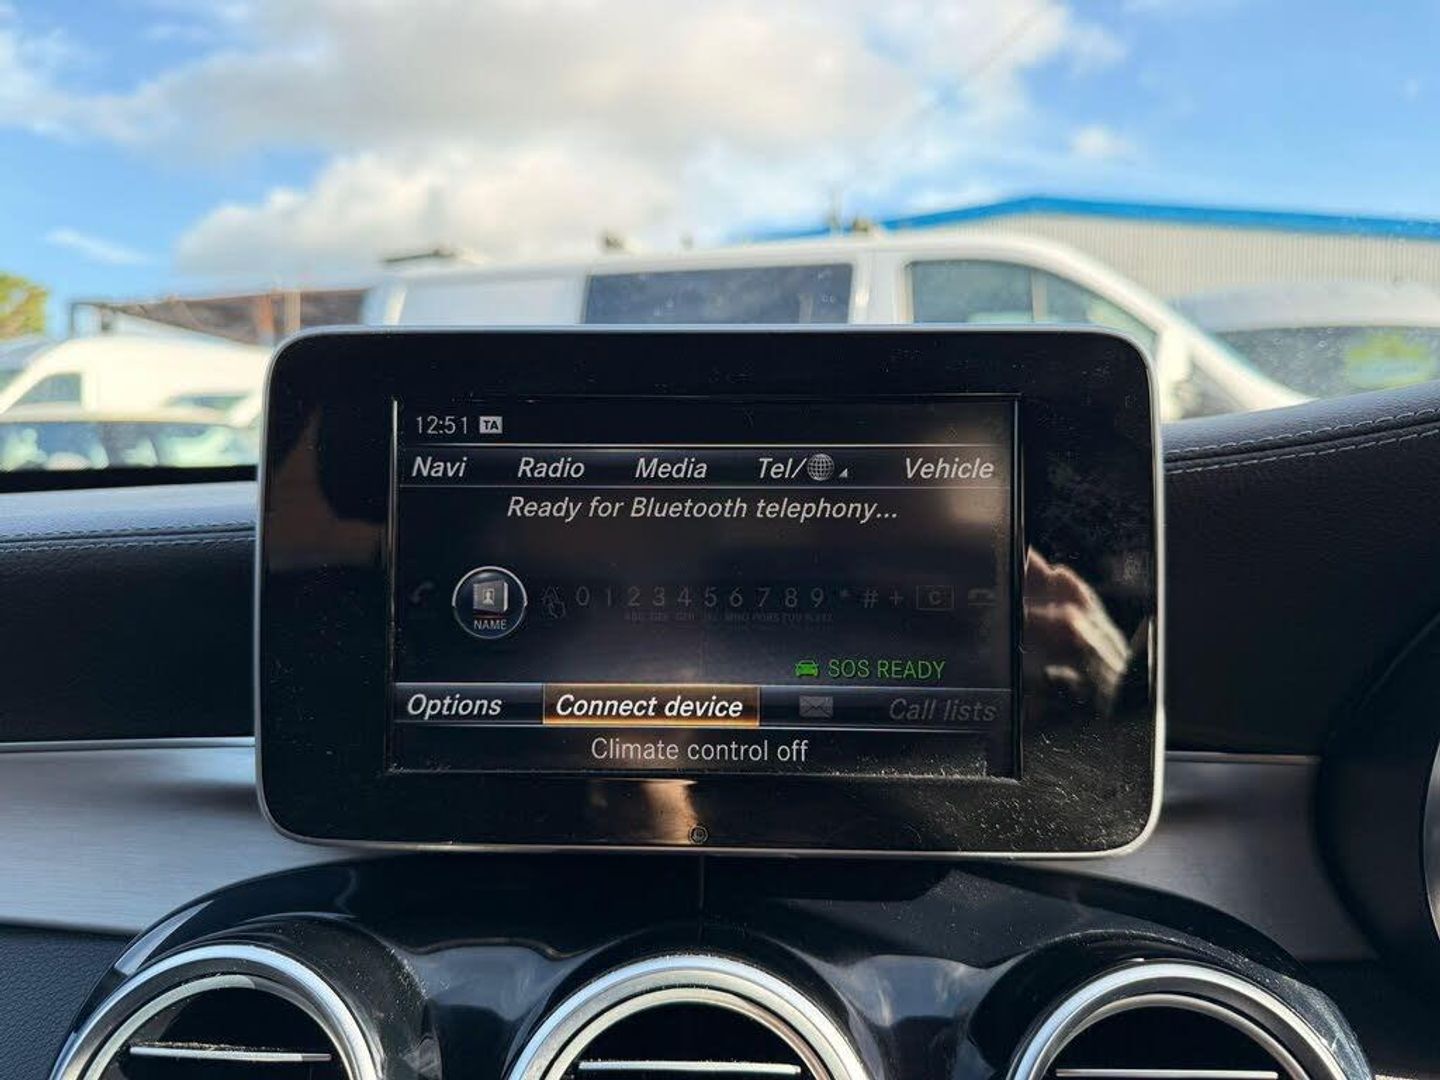 12:51 TA
Navi Radio Media Tel/ Vehicle
Ready for Bluetooth telephony...
NAME 0 1 2 3 4 5 6 7 8 9 * # + C
SOS READY
Options Connect device Call lists
Climate control off